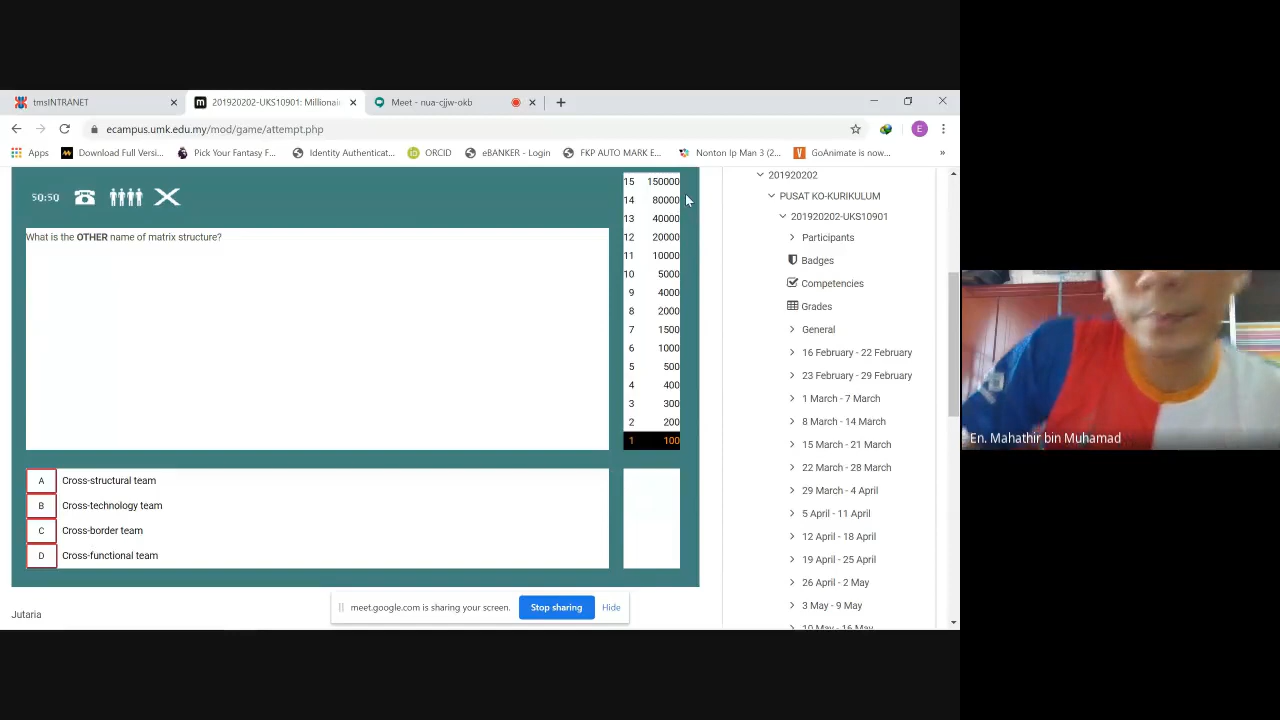 tmsINTRANET
201920202-UKS10901: Millionair
Meet - nua-cjjw-okb
ecampus.umk.edu.my/mod/game/attempt.php
E
Apps
Download Full Versi...
Pick Your Fantasy F...
Identity Authenticat...
ORCID
eBANKER - Login
FKP AUTO MARK E...
Nonton Ip Man 3 (2...
GoAnimate is now...
»
50:50
What is the OTHER name of matrix structure?
15 150000
14 80000
13 40000
12 20000
11 10000
10 5000
9 4000
8 2000
7 1500
6 1000
5 500
4 400
3 300
2 200
1 100
A Cross-structural team
B Cross-technology team
C Cross-border team
D Cross-functional team
Jutaria
meet.google.com is sharing your screen.
Stop sharing
Hide
201920202
PUSAT KO-KURIKULUM
201920202-UKS10901
Participants
Badges
Competencies
Grades
General
16 February - 22 February
23 February - 29 February
1 March - 7 March
8 March - 14 March
15 March - 21 March
22 March - 28 March
29 March - 4 April
5 April - 11 April
12 April - 18 April
19 April - 25 April
26 April - 2 May
3 May - 9 May
10 May - 16 May
En. Mahathir bin Muhamad